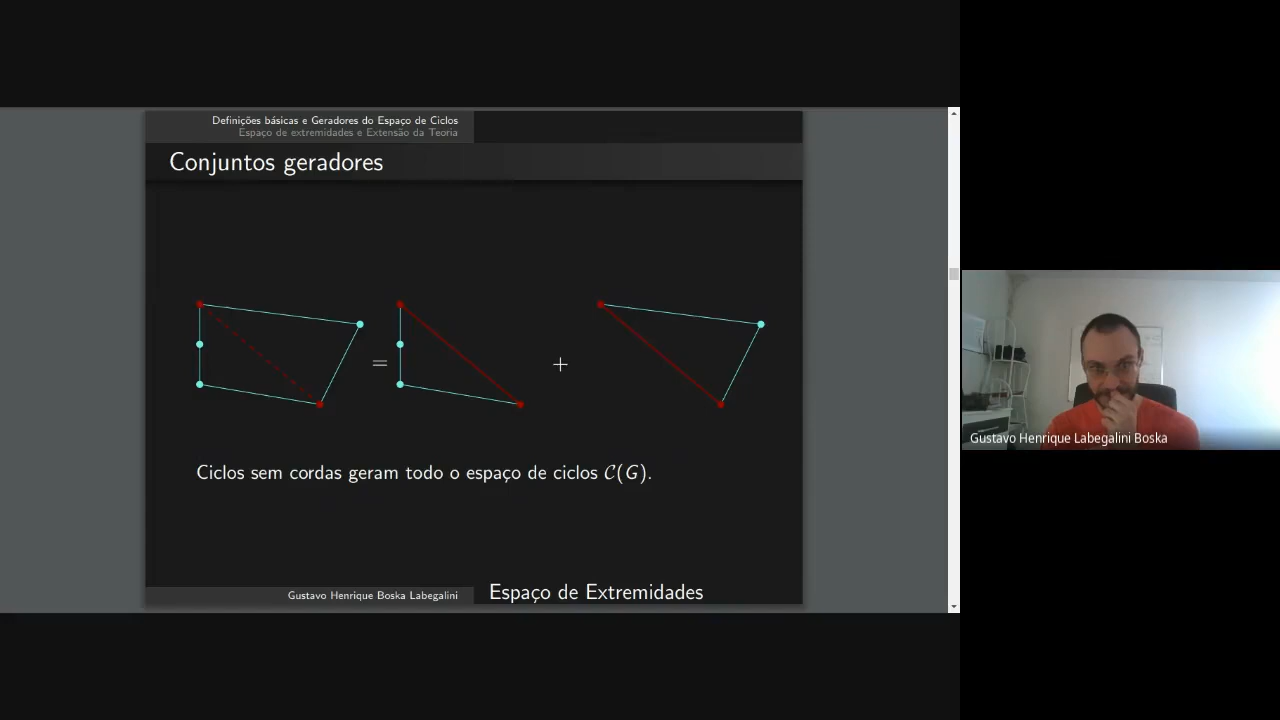 Definições básicas e Geradores do Espaço de Ciclos
Espaço de extremidades e Extensão da Teoria
Conjuntos geradores
= +
Ciclos sem cordas geram todo o espaço de ciclos C(G).
Gustavo Henrique Boska Labegalini
Espaço de Extremidades
Gustavo Henrique Labegalini Boska